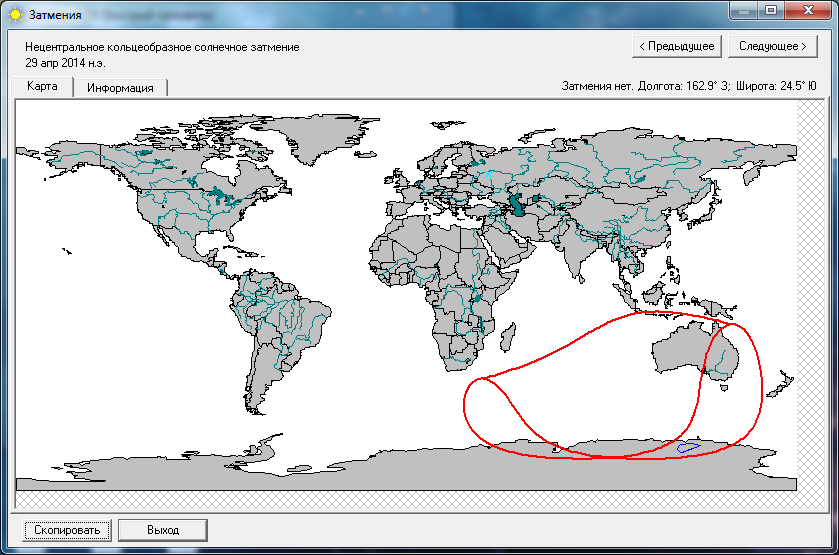 Затмения
Нецентральное кольцеобразное солнечное затмение
29 апр 2014 н.э.
< Предыдущее
Следующее >
Карта
Информация
Затмения нет. Долгота: 162.9° З; Широта: 24.5° Ю
Скопировать
Выход